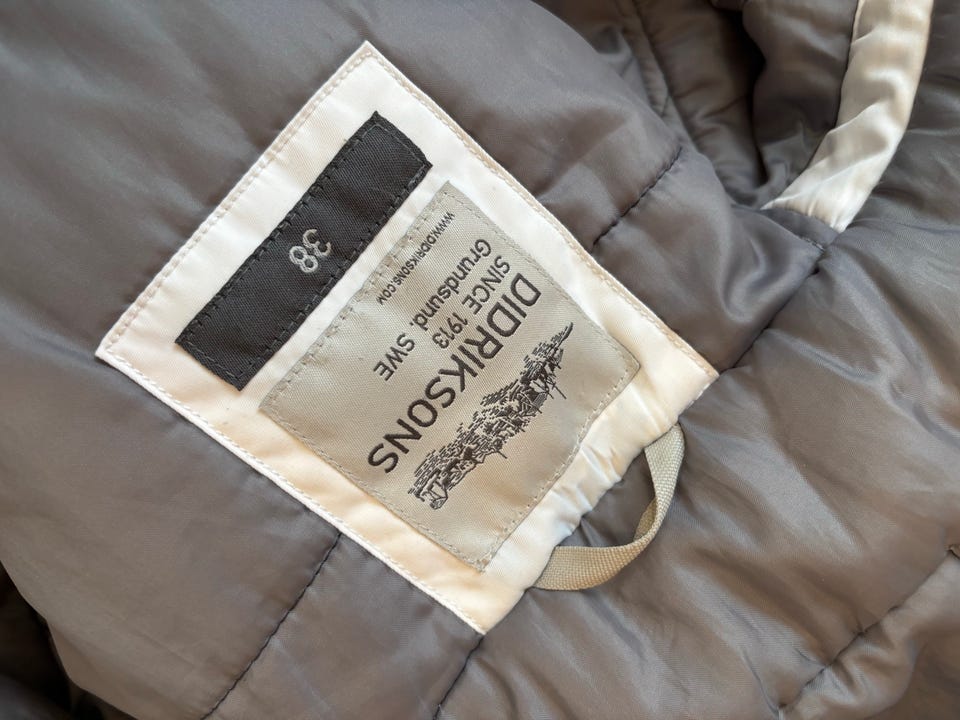 DIDRIKSONS
SINCE 1913
Grundsund. SWE
WWW.DIDRIKSONS.COM
38